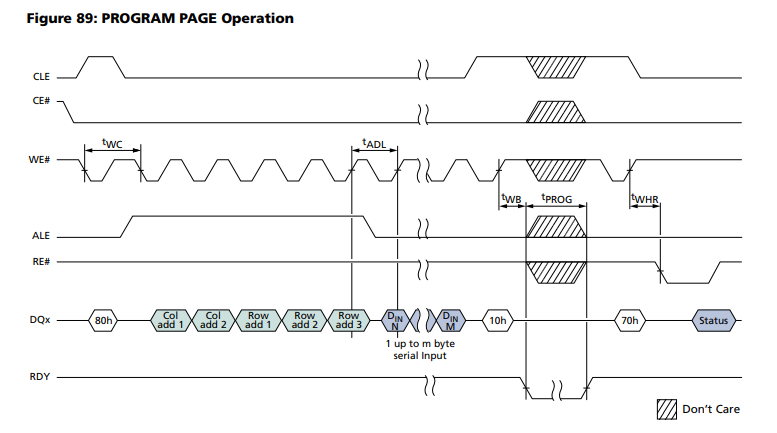 Figure 89: PROGRAM PAGE Operation
CLE
CE#
tWC
tADL
WE#
tWB
tPROG
tWHR
ALE
RE#
DQx
80h
Col
add 1
Col
add 2
Row
add 1
Row
add 2
Row
add 3
DIN
N
DIN
M
10h
70h
Status
1 up to m byte
serial Input
RDY
Don't Care